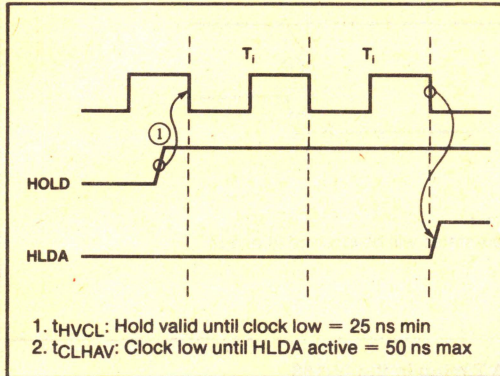 Ti Ti
1
HOLD
HLDA
1. tHVCL: Hold valid until clock low = 25 ns min
2. tCLHAV: Clock low until HLDA active = 50 ns max